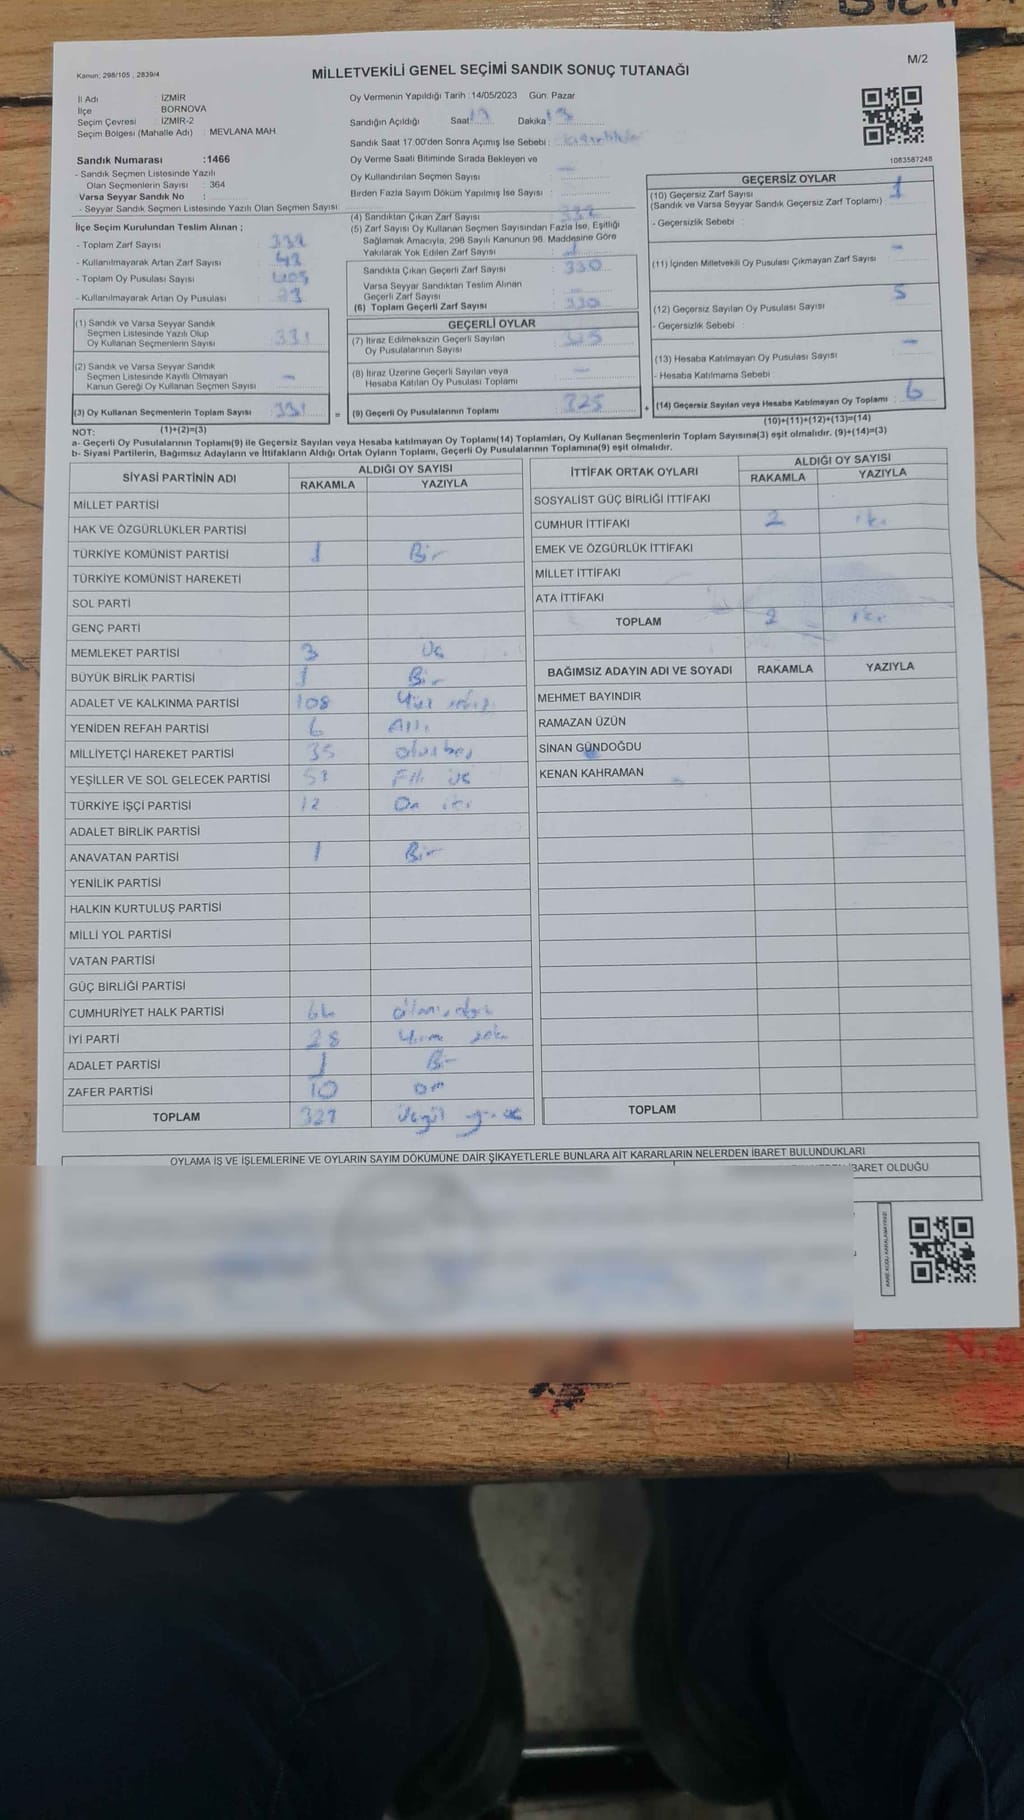 M/2
Kanun; 298/105 , 2839/4
MİLLETVEKİLİ GENEL SEÇİMİ SANDIK SONUÇ TUTANAĞI
İl Adı : İZMİR
İlçe BORNOVA
Seçim Çevresi : İZMİR-2
Seçim Bölgesi (Mahalle Adı) : MEVLANA MAH.
Sandık Numarası :1466
- Sandık Seçmen Listesinde Yazılı
Olan Seçmenlerin Sayısı : 364
Varsa Seyyar Sandık No :
- Seyyar Sandık Seçmen Listesinde Yazılı Olan Seçmen Sayısı
İlçe Seçim Kurulundan Teslim Alınan ;
- Toplam Zarf Sayısı
- Kullanılmayarak Artan Zarf Sayısı
- Toplam Oy Pusulası Sayısı
- Kullanılmayarak Artan Oy Pusulası
(1) Sandık ve Varsa Seyyar Sandık
Seçmen Listesinde Yazılı Olup
Oy Kullanan Seçmenlerin Sayısı : 331
(2) Sandık ve Varsa Seyyar Sandık
Seçmen Listesinde Kayıtlı Olmayan
Kanun Gereği Oy Kullanan Seçmen Sayısı : -
(3) Oy Kullanan Seçmenlerin Toplam Sayısı : 331
(1)+(2)=(3)
Oy Vermenin Yapıldığı Tarih :14/05/2023 Gün. Pazar
Sandığın Açıldığı Saat Dakika
Sandık Saat 17.00'den Sonra Açımış İse Sebebi :
Oy Verme Saati Bitiminde Sırada Bekleyen ve
Oy Kullandırılan Seçmen Sayısı : -
Birden Fazla Sayım Döküm Yapılmış İse Sayısı :
(4) Sandıktan Çıkan Zarf Sayısı
(5) Zarf Sayısı Oy Kullanan Seçmen Sayısından Fazla İse, Eşitliği
Sağlamak Amacıyla, 298 Sayılı Kanunun 98. Maddesine Göre
Yakılarak Yok Edilen Zarf Sayısı
Sandıkta Çıkan Geçerli Zarf Sayısı : 330
Varsa Seyyar Sandıktan Teslim Alınan
Geçerli Zarf Sayısı : -
(6) Toplam Geçerli Zarf Sayısı : 330
GEÇERLİ OYLAR
(7) İtiraz Edilmeksizin Geçerli Sayılan
Oy Pusulalarının Sayısı : 325
(8) İtiraz Üzerine Geçerli Sayılan veya
Hesaba Katılan Oy Pusulası Toplamı : -
(9) Geçerli Oy Pusulalarının Toplamı : 325
1083587248
GEÇERSİZ OYLAR
(10) Geçersiz Zarf Sayısı 1
(Sandık ve Varsa Seyyar Sandık Geçersiz Zarf Toplamı)
- Geçersizlik Sebebi :
(11) İçinden Milletvekili Oy Pusulası Çıkmayan Zarf Sayısı -
(12) Geçersiz Sayılan Oy Pusulası Sayısı 5
- Geçersizlik Sebebi :
(13) Hesaba Katılmayan Oy Pusulası Sayısı -
- Hesaba Katılmama Sebebi :
(14) Geçersiz Sayılan veya Hesaba Katılmayan Oy Toplamı : 6
(10)+(11)+(12)+(13)=(14)
NOT:
a- Geçerli Oy Pusulalarının Toplamı(9) ile Geçersiz Sayılan veya Hesaba katılmayan Oy Toplamı(14) Toplamları, Oy Kullanan Seçmenlerin Toplam Sayısına(3) eşit olmalıdır. (9)+(14)=(3)
b- Siyasi Partilerin, Bağımsız Adayların ve İttifakların Aldığı Ortak Oyların Toplamı, Geçerli Oy Pusulalarının Toplamına(9) eşit olmalıdır.
SİYASİ PARTİNİN ADI ALDIĞI OY SAYISI
RAKAMLA YAZIYLA
MİLLET PARTİSİ
HAK VE ÖZGÜRLÜKLER PARTİSİ
TÜRKİYE KOMÜNİST PARTİSİ 1 Bir
TÜRKİYE KOMÜNİST HAREKETİ
SOL PARTİ
GENÇ PARTİ
MEMLEKET PARTİSİ 3 Üç
BÜYÜK BİRLİK PARTİSİ 1 Bir
ADALET VE KALKINMA PARTİSİ 108 Yüz sekiz
YENİDEN REFAH PARTİSİ 6 Altı
MİLLİYETÇİ HAREKET PARTİSİ 35 otuzbeş
YEŞİLLER VE SOL GELECEK PARTİSİ 53 Elli üç
TÜRKİYE İŞÇİ PARTİSİ 12 On iki
ADALET BİRLİK PARTİSİ
ANAVATAN PARTİSİ 1 Bir
YENİLİK PARTİSİ
HALKIN KURTULUŞ PARTİSİ
MİLLİ YOL PARTİSİ
VATAN PARTİSİ
GÜÇ BİRLİĞİ PARTİSİ
CUMHURİYET HALK PARTİSİ
İYİ PARTİ 28
ADALET PARTİSİ 1 Bir
ZAFER PARTİSİ 10 On
TOPLAM
İTTİFAK ORTAK OYLARI ALDIĞI OY SAYISI
RAKAMLA YAZIYLA
SOSYALİST GÜÇ BİRLİĞİ İTTİFAKI
CUMHUR İTTİFAKI 2 iki
EMEK VE ÖZGÜRLÜK İTTİFAKI
MİLLET İTTİFAKI
ATA İTTİFAKI
TOPLAM 2 iki
BAĞIMSIZ ADAYIN ADI VE SOYADI RAKAMLA YAZIYLA
MEHMET BAYINDIR
RAMAZAN ÜZÜN
SİNAN GÜNDOĞDU
KENAN KAHRAMAN
TOPLAM
OYLAMA İŞ VE İŞLEMLERİNE VE OYLARIN SAYIM DÖKÜMÜNE DAİR ŞİKAYETLERLE BUNLARA AİT KARARLARIN NELERDEN İBARET BULUNDUKLARI
İBARET OLDUĞU